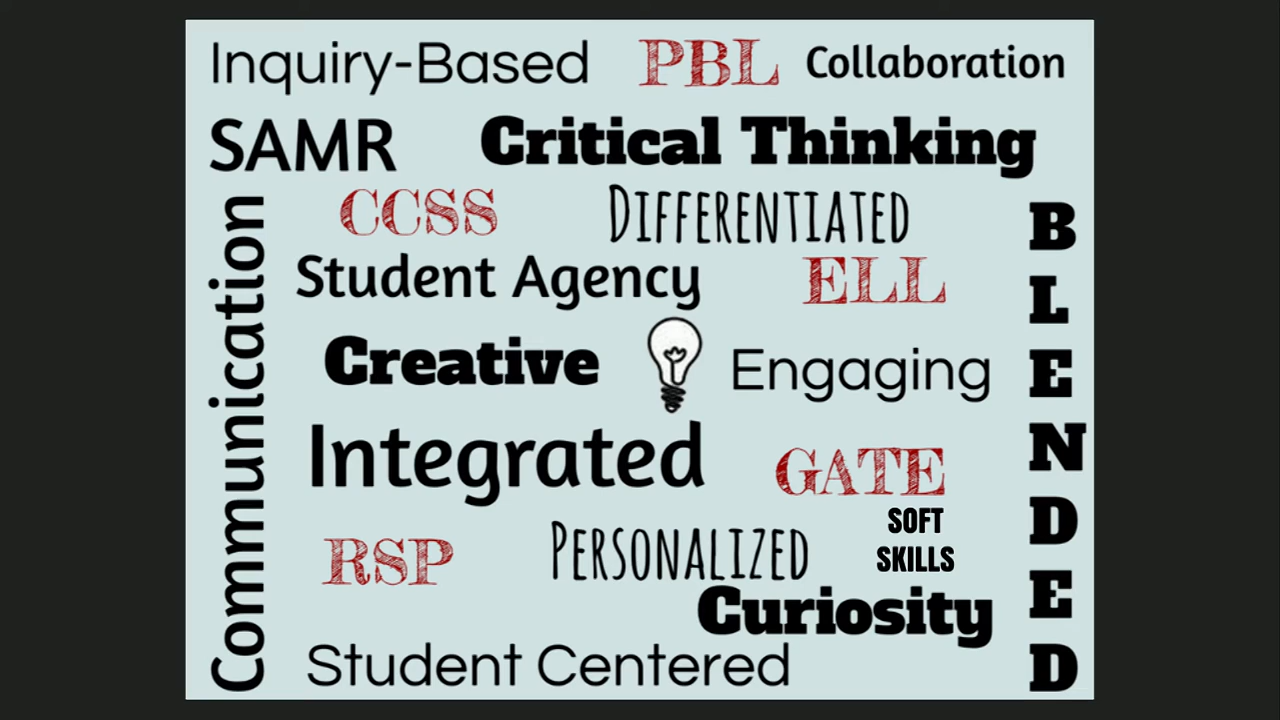 Inquiry-Based PBL Collaboration
SAMR Critical Thinking
CCSS DIFFERENTIATED
Student Agency ELL
Creative Engaging
Integrated GATE
RSP PERSONALIZED SOFT
SKILLS
Curiosity
Student Centered
Communication
BLENDED